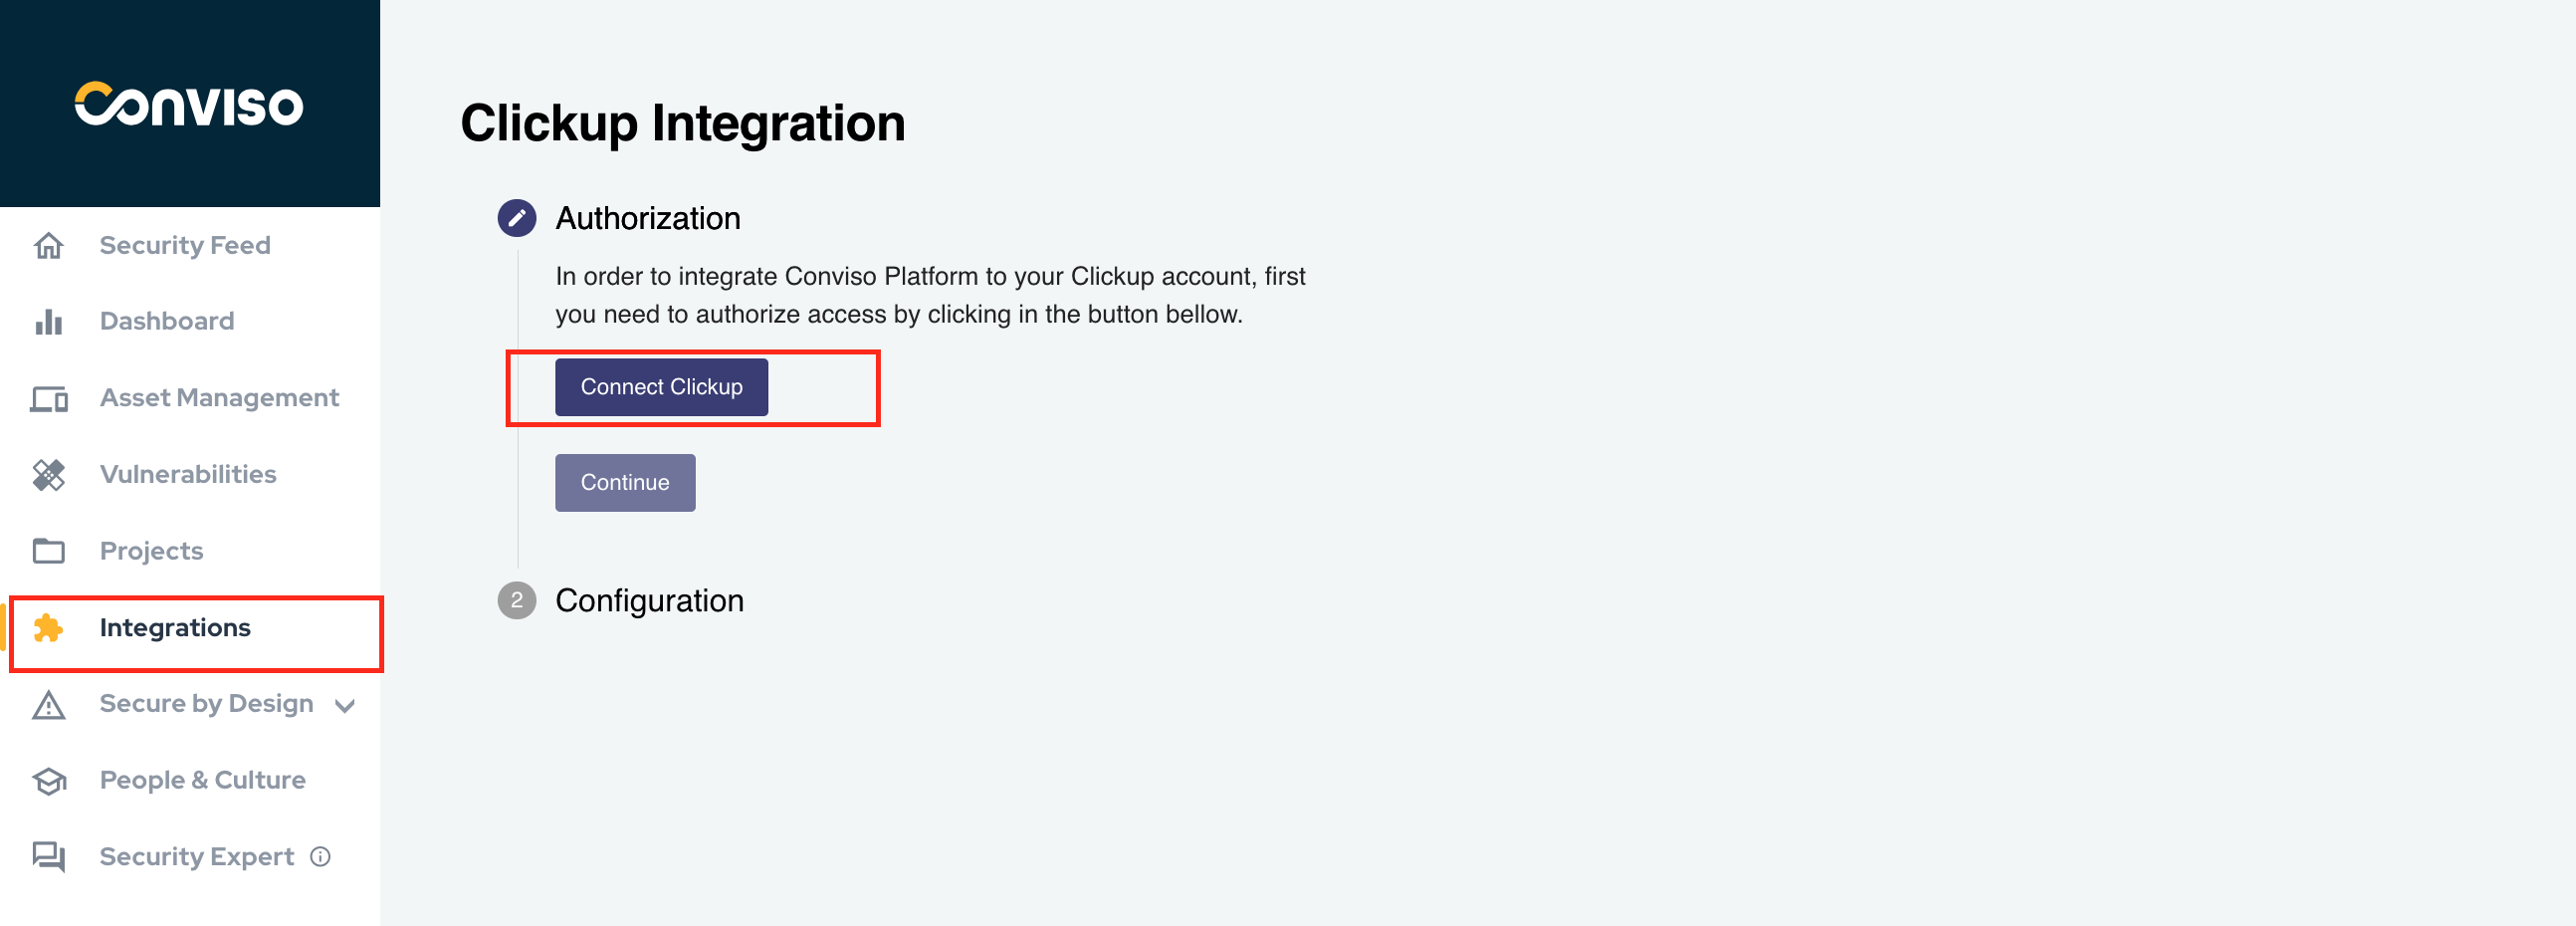 Conviso
Security Feed
Dashboard
Asset Management
Vulnerabilities
Projects
Integrations
Secure by Design
People & Culture
Security Expert
Clickup Integration
Authorization
In order to integrate Conviso Platform to your Clickup account, first
you need to authorize access by clicking in the button bellow.
Connect Clickup
Continue
2 Configuration